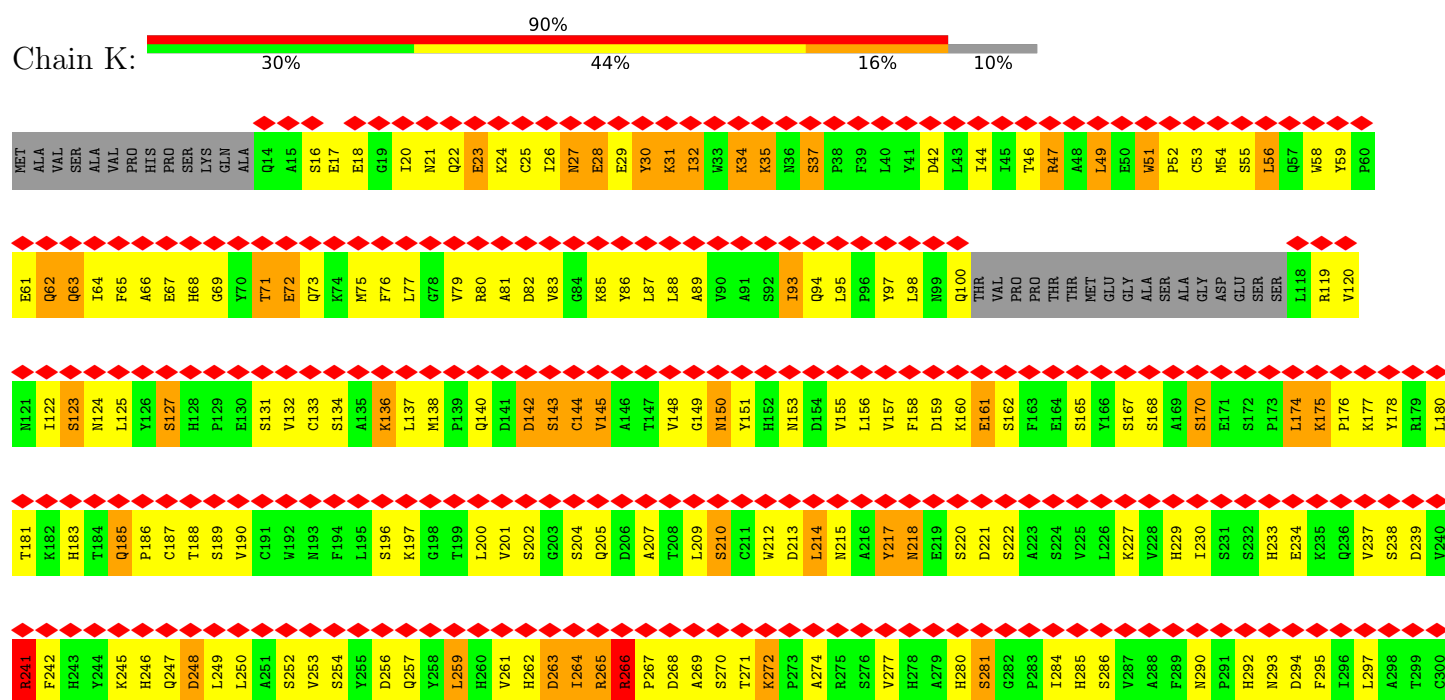 90%
Chain K:
30% 44% 16% 10%
MET ALA VAL SER ALA VAL PRO HIS PRO SER LYS GLN ALA Q14 A15 S16 E17 E18 G19 I20 N21 Q22 E23 K24 C25 I26 N27 E28 E29 Y30 K31 I32 W33 K34 K35 N36 S37 P38 F39 L40 Y41 D42 L43 I44 I45 T46 R47 A48 L49 E50 W51 P52 C53 M54 S55 L56 Q57 W58 Y59 P60
E61 Q62 Q63 I64 F65 A66 E67 H68 G69 Y70 T71 E72 Q73 K74 M75 F76 L77 G78 V79 R80 A81 D82 V83 G84 K85 Y86 L87 L88 A89 V90 A91 S92 I93 Q94 L95 P96 Y97 L98 N99 Q100 THR VAL PRO PRO THR THR MET GLU GLY ALA SER ALA GLY ASP GLU SER SER L118 R119 V120
N121 I122 S123 N124 L125 Y126 S127 H128 P129 E130 S131 V132 C133 S134 A135 K136 L137 M138 P139 Q140 D141 D142 S143 C144 V145 A146 T147 V148 G149 N150 Y151 H152 N153 D154 V155 L156 V157 F158 D159 K160 E161 S162 F163 E164 S165 Y166 S167 S168 A169 S170 E171 S172 P173 L174 K175 P176 K177 Y178 R179 L180
T181 K182 H183 T184 Q185 P186 C187 T188 S189 V190 C191 W192 N193 F194 L195 S196 K197 G198 T199 L200 V201 S202 G203 S204 Q205 D206 A207 T208 L209 S210 C211 W212 D213 L214 N215 A216 Y217 N218 E219 S220 D221 S222 A223 S224 V225 L226 K227 V228 H229 I230 S231 S232 H233 E234 K235 Q236 V237 S238 D239 V240
R241 F242 H243 Y244 K245 H246 Q247 D248 L249 L250 A251 S252 V253 S254 Y255 D256 Q257 Y258 L259 H260 V261 H262 D263 I264 R265 R266 P267 D268 A269 S270 T271 K272 P273 A274 R275 S276 V277 H278 A279 H280 S281 G282 P283 I284 H285 S286 V287 A288 F289 N290 P291 H292 N293 D294 F295 I296 L297 A298 T299 C300